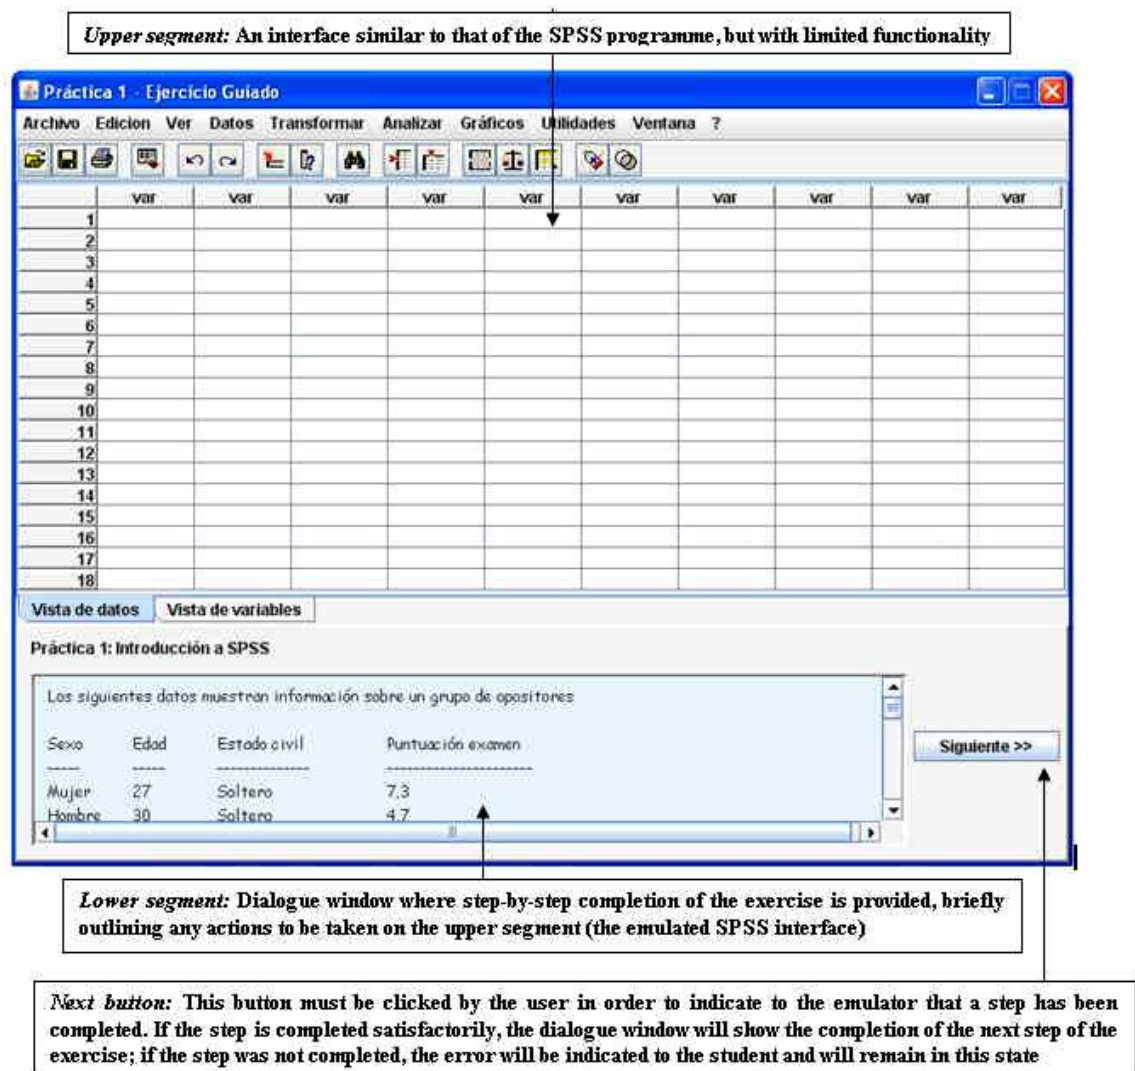 Upper segment: An interface similar to that of the SPSS programme, but with limited functionality
Práctica 1 - Ejercicio Guiado
Archivo Edicion Ver Datos Transformar Analizar Gráficos Utilidades Ventana ?
var var var var var var var var var var
1
2
3
4
5
6
7
8
9
10
11
12
13
14
15
16
17
18
Vista de datos Vista de variables
Práctica 1: Introducción a SPSS
Los siguientes datos muestran información sobre un grupo de opositores
Sexo Edad Estado civil Puntuación examen
----- ----- -------------- ----------------------
Mujer 27 Soltero 7,3
Hombre 30 Soltero 4,7
Siguiente >>
Lower segment: Dialogue window where step-by-step completion of the exercise is provided, briefly
outlining any actions to be taken on the upper segment (the emulated SPSS interface)
Next button: This button must be clicked by the user in order to indicate to the emulator that a step has been
completed. If the step is completed satisfactorily, the dialogue window will show the completion of the next step of the
exercise; if the step was not completed, the error will be indicated to the student and will remain in this state